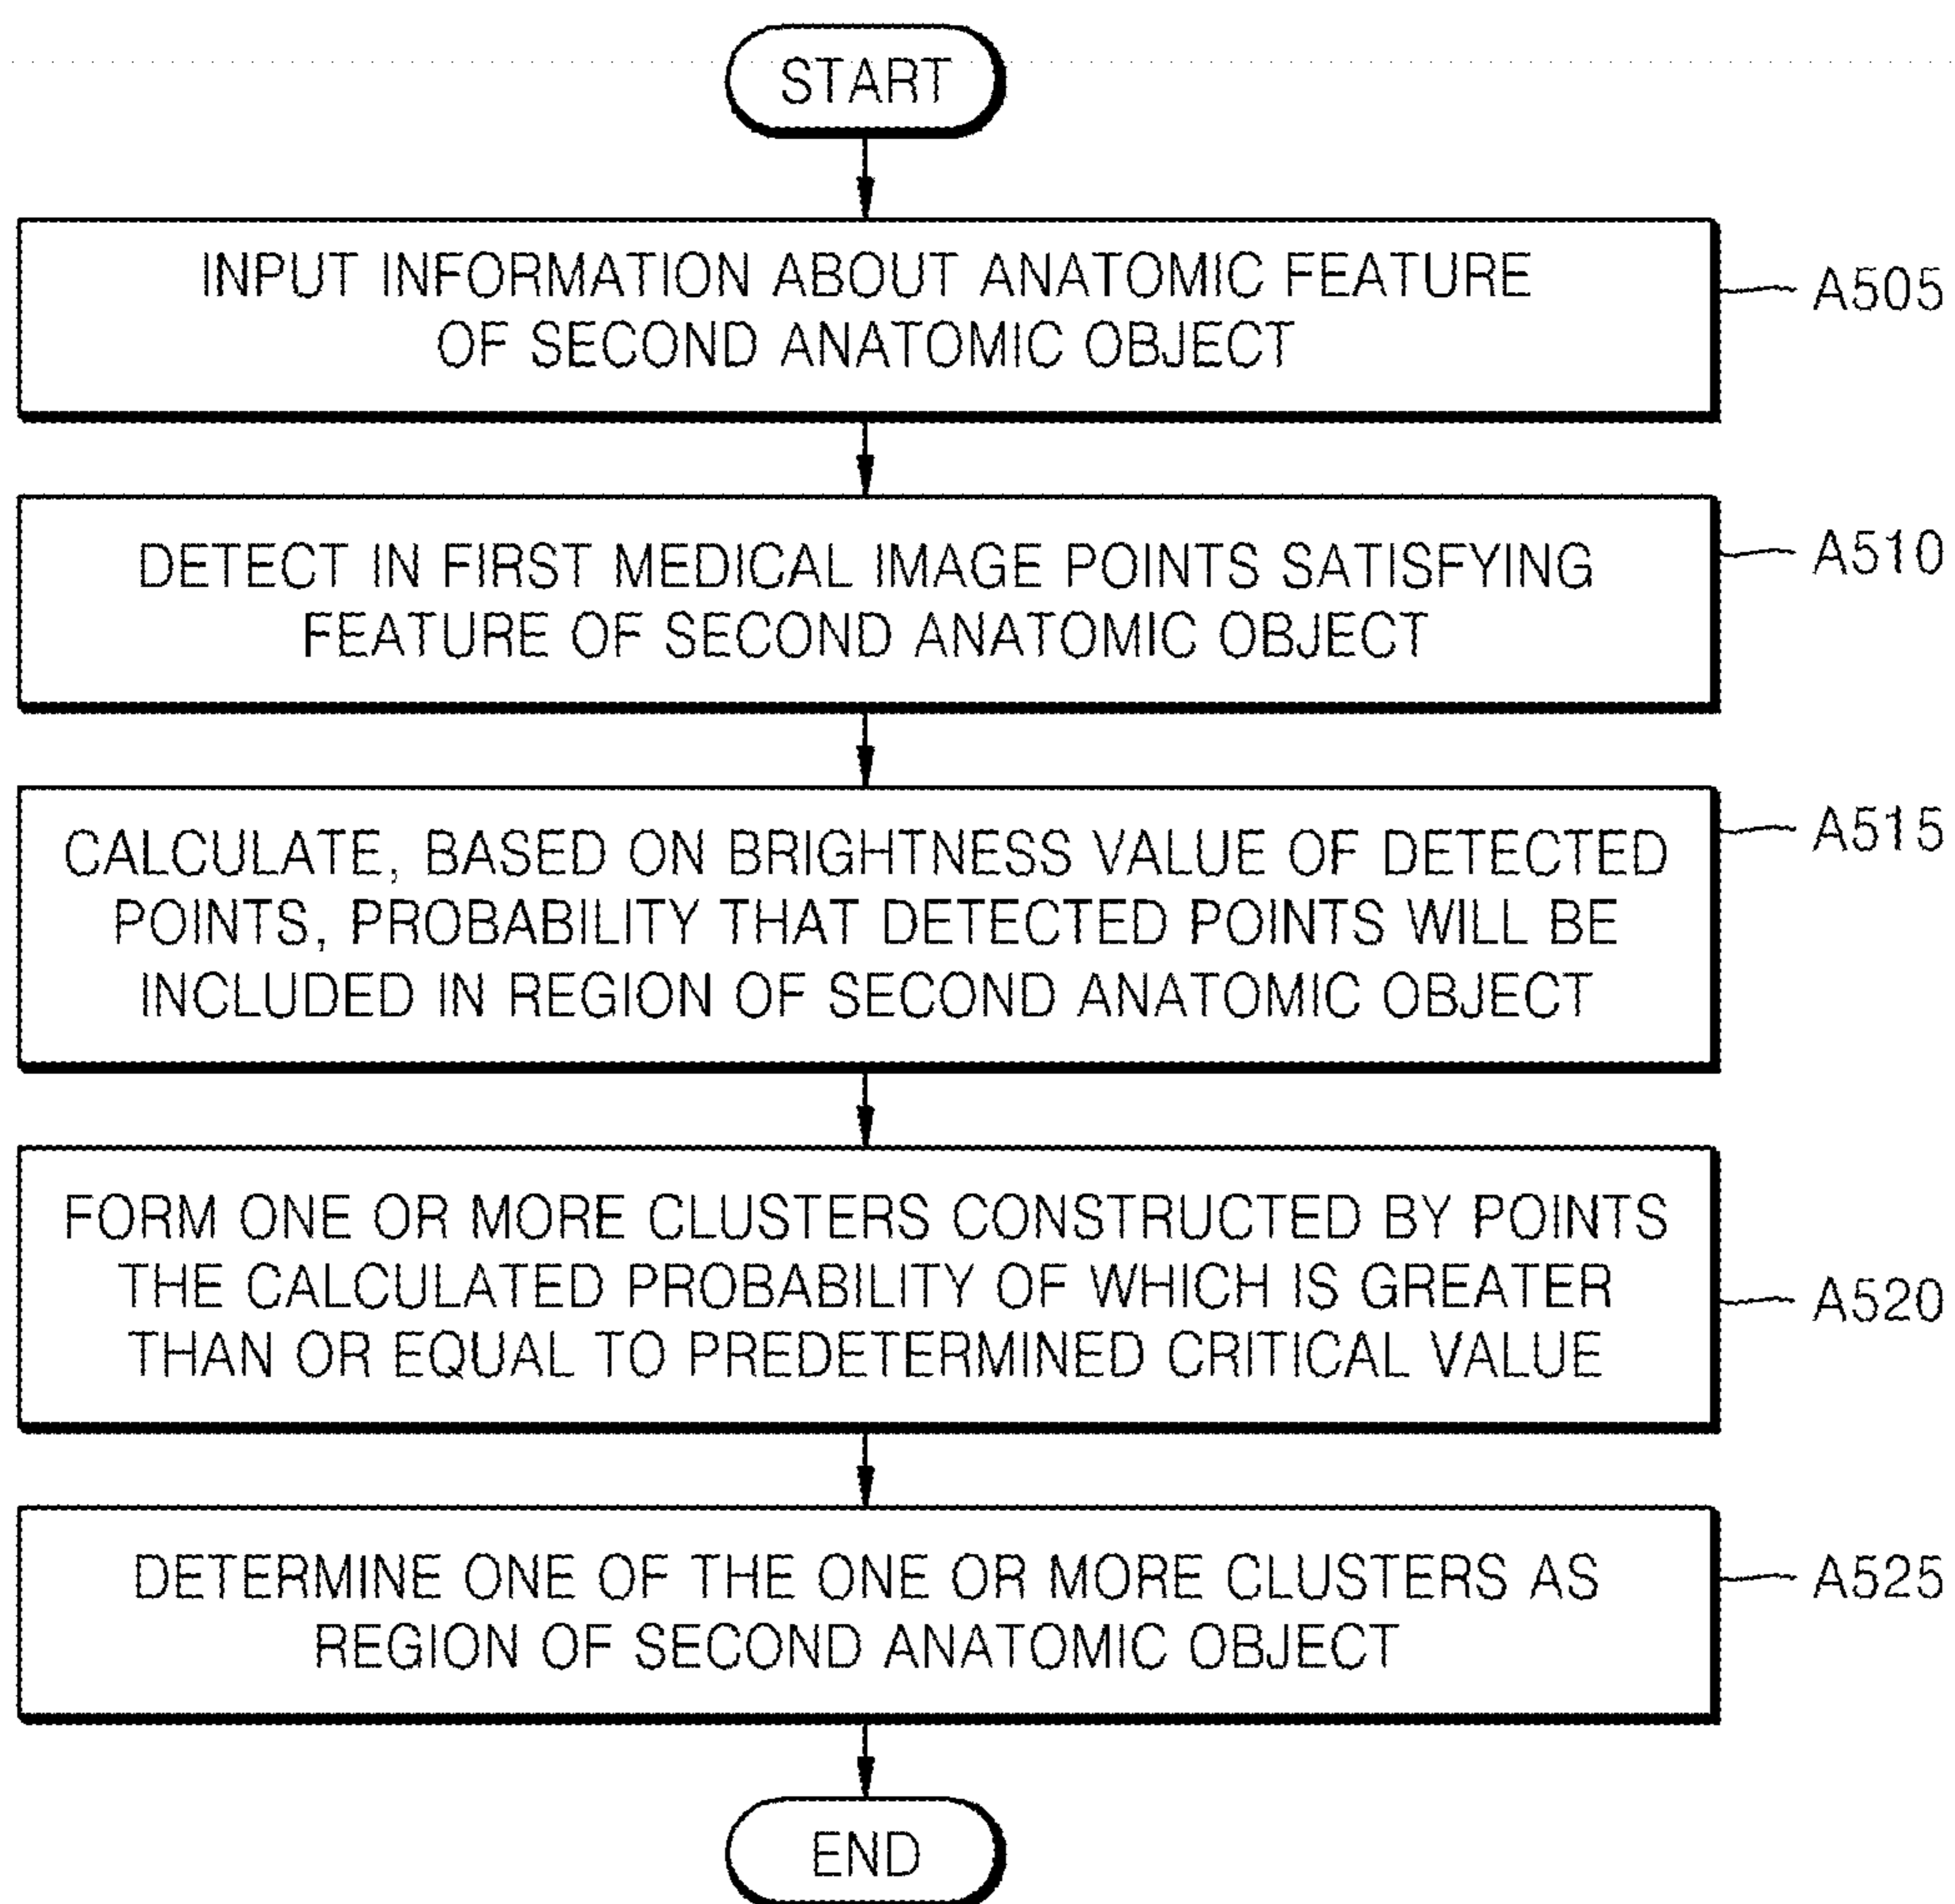 START
INPUT INFORMATION ABOUT ANATOMIC FEATURE
OF SECOND ANATOMIC OBJECT
A505
DETECT IN FIRST MEDICAL IMAGE POINTS SATISFYING
FEATURE OF SECOND ANATOMIC OBJECT
A510
CALCULATE, BASED ON BRIGHTNESS VALUE OF DETECTED
POINTS, PROBABILITY THAT DETECTED POINTS WILL BE
INCLUDED IN REGION OF SECOND ANATOMIC OBJECT
A515
FORM ONE OR MORE CLUSTERS CONSTRUCTED BY POINTS
THE CALCULATED PROBABILITY OF WHICH IS GREATER
THAN OR EQUAL TO PREDETERMINED CRITICAL VALUE
A520
DETERMINE ONE OF THE ONE OR MORE CLUSTERS AS
REGION OF SECOND ANATOMIC OBJECT
A525
END